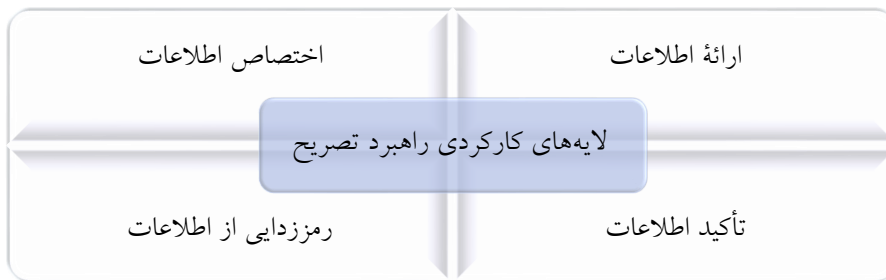 ارائهٔ اطلاعات
اختصاص اطلاعات
لایه‌های کارکردی راهبرد تصریح
تأکید اطلاعات
رمززدایی از اطلاعات